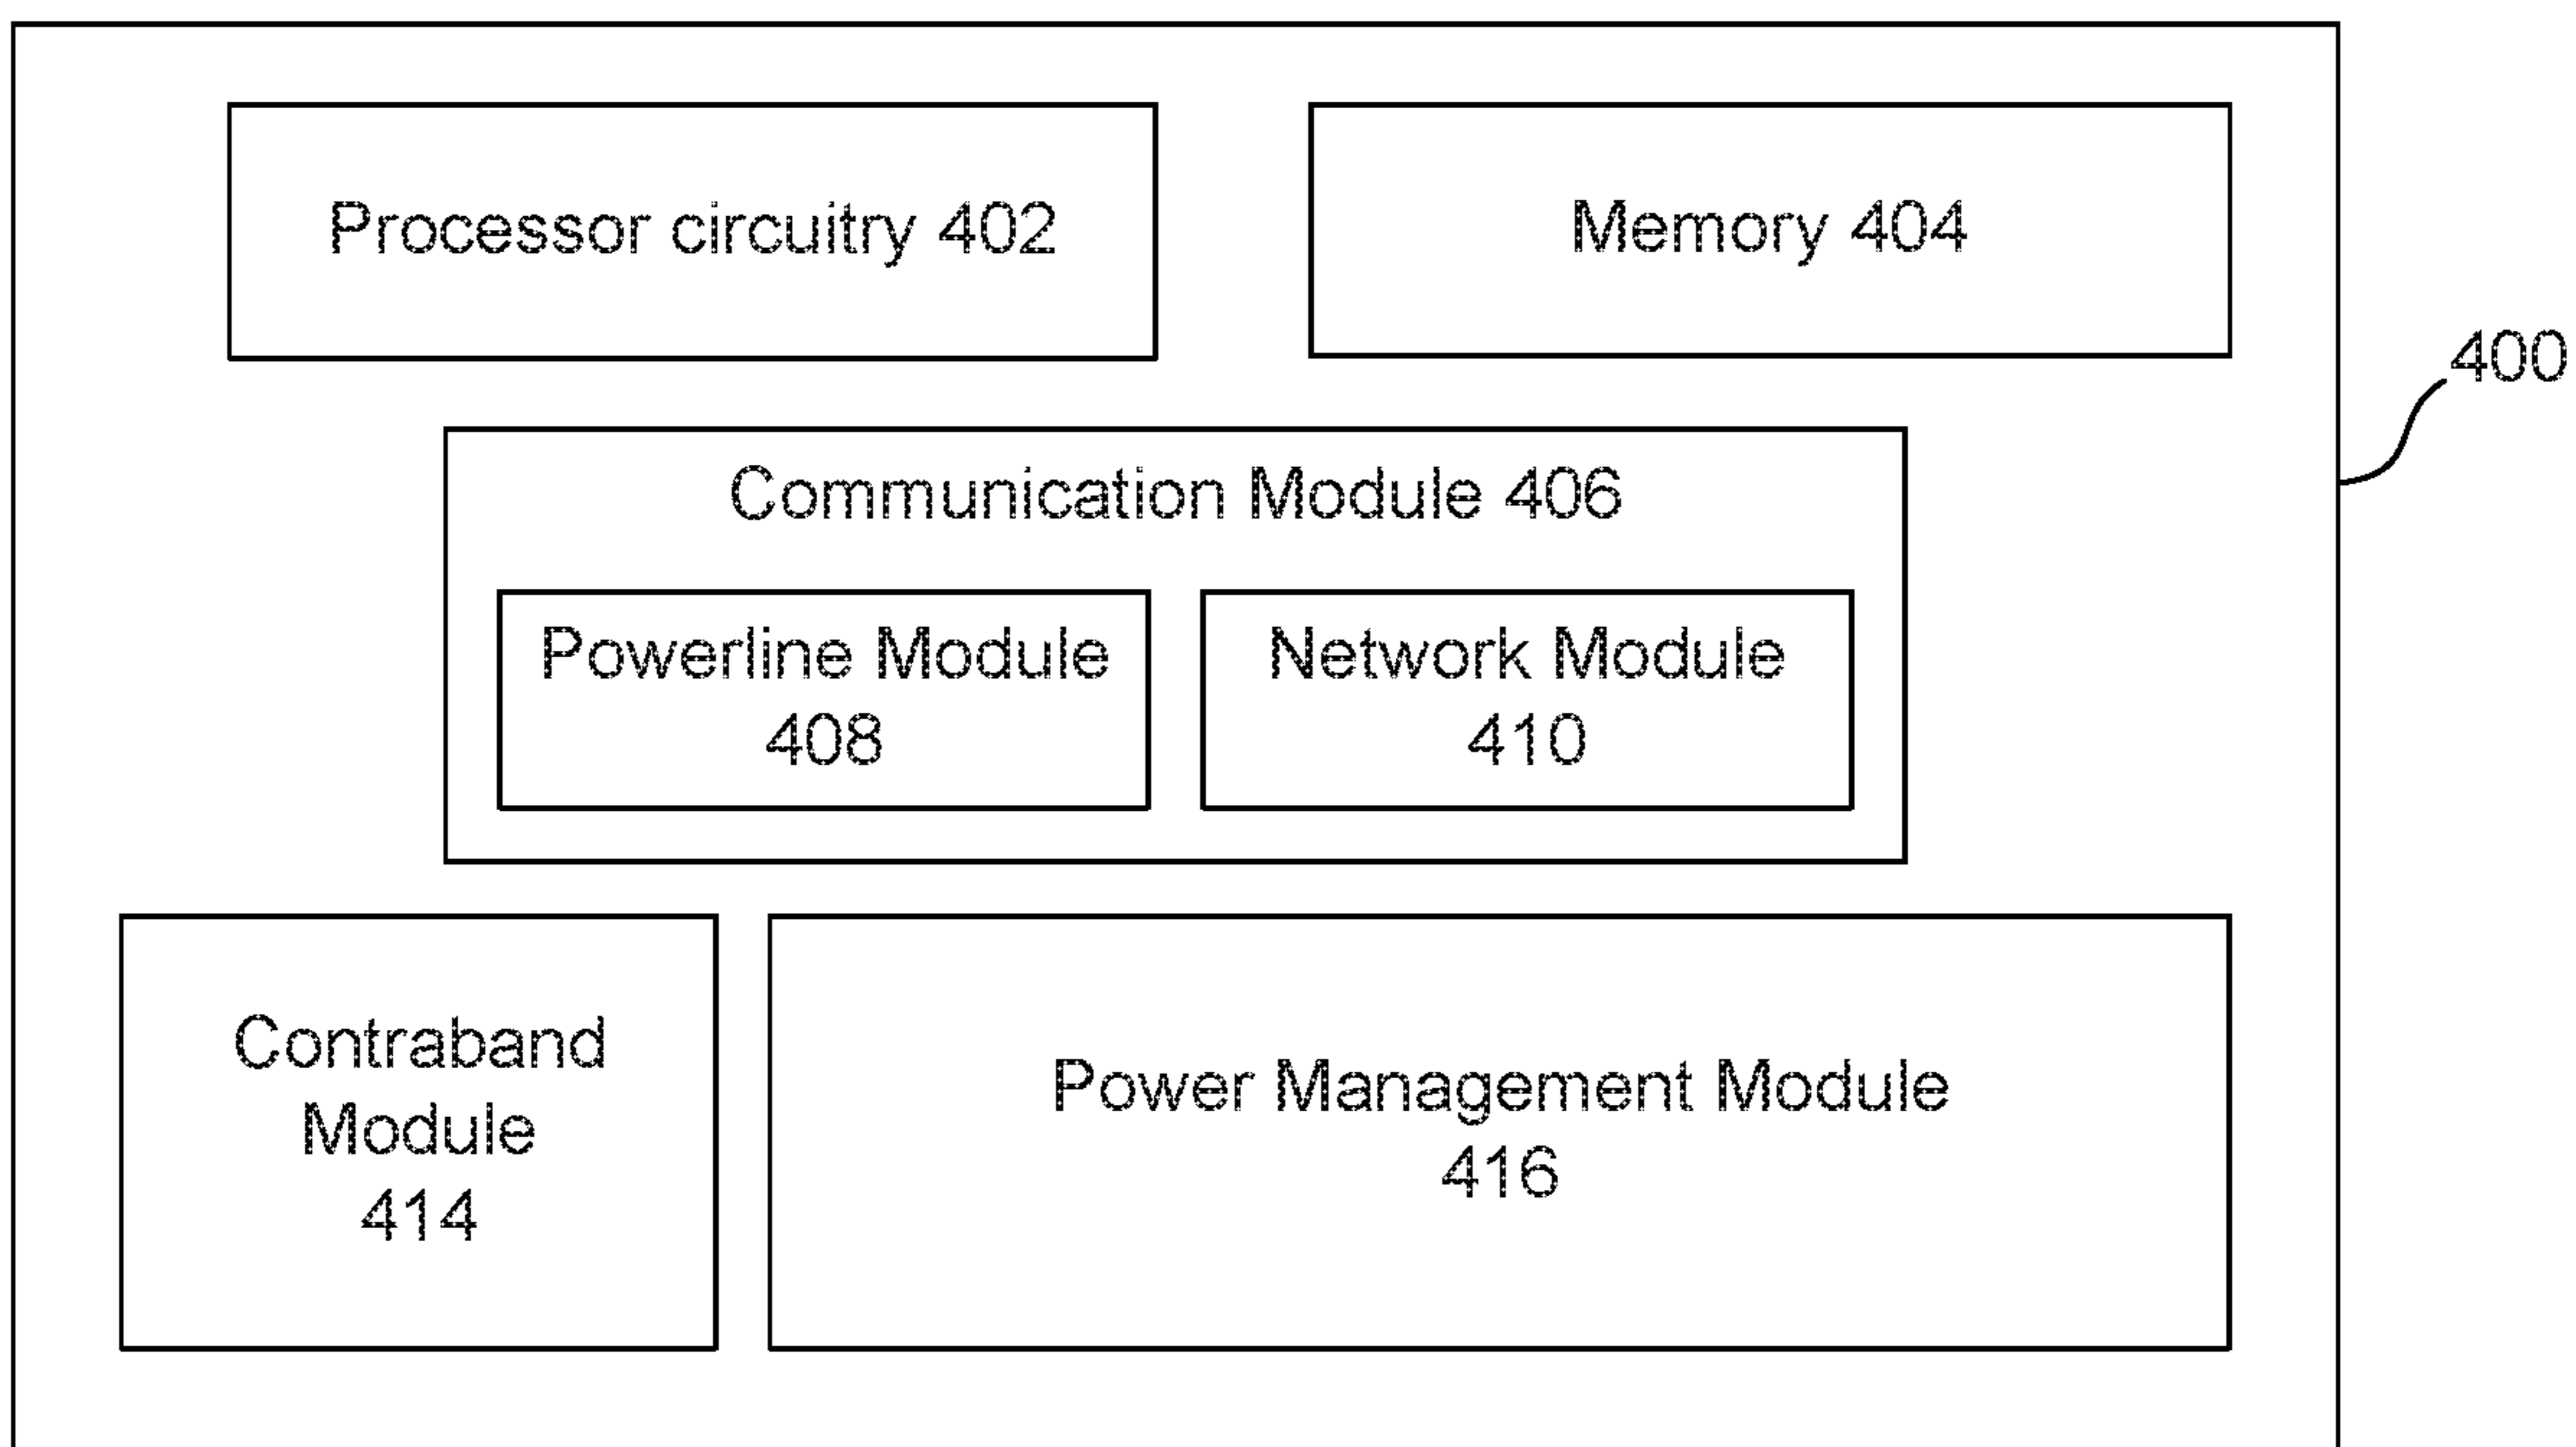 Processor circuitry 402
Memory 404
400
Communication Module 406
Powerline Module
408
Network Module
410
Contraband
Module
414
Power Management Module
416